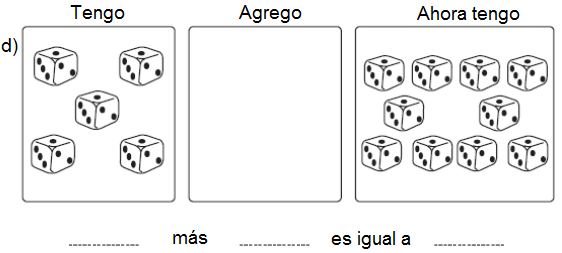 Tengo Agrego Ahora tengo
d)
............... más ............... es igual a ...............